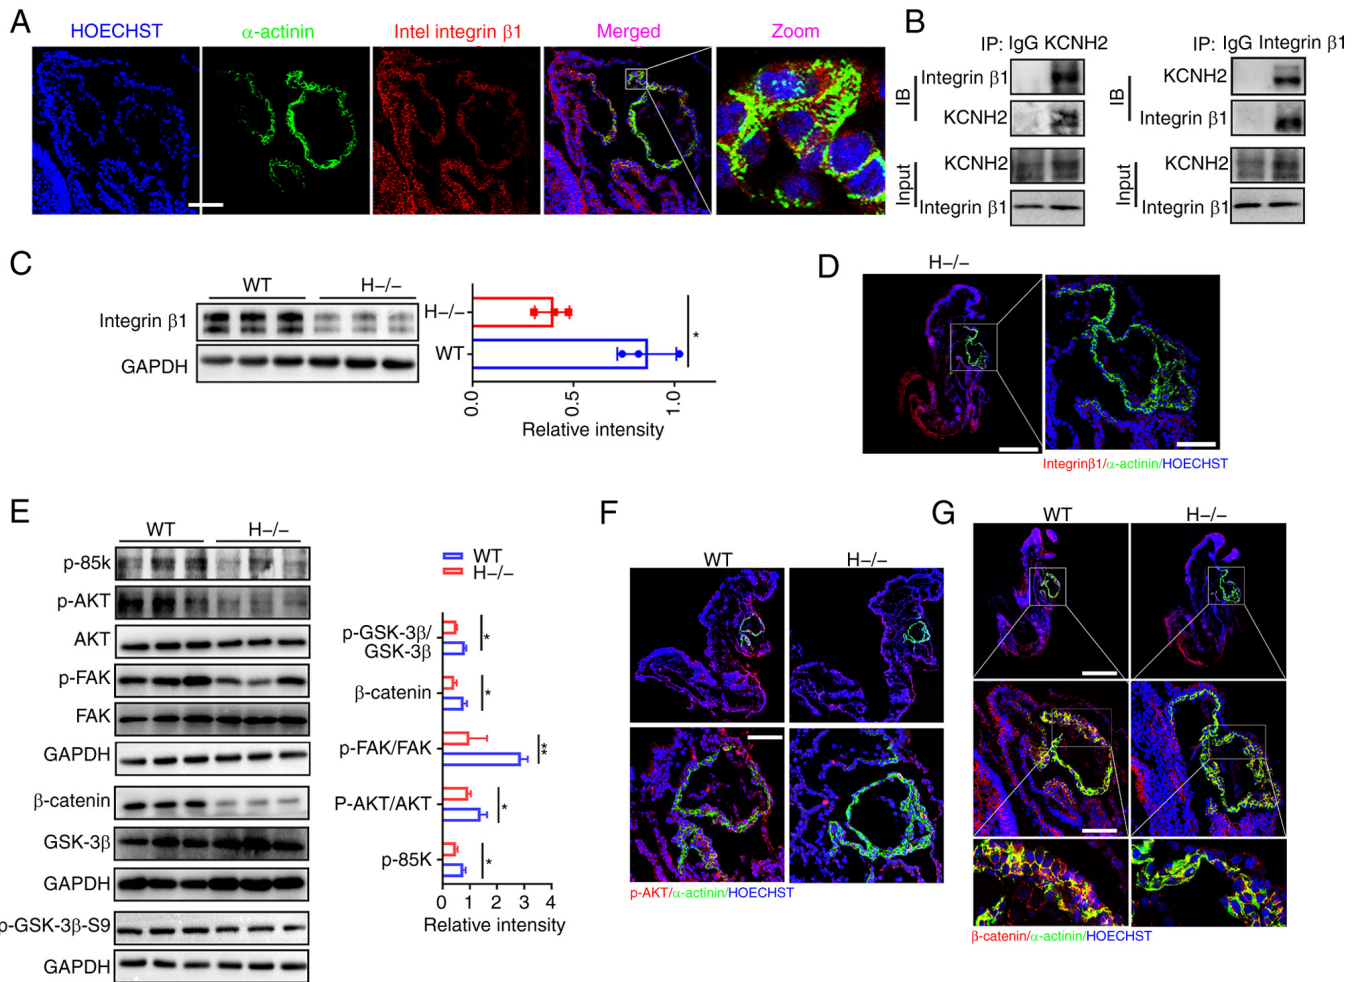 A
HOECHST
α-actinin
Intel integrin β1
Merged
Zoom
B
IP: IgG KCNH2
IB
Integrin β1
KCNH2
Input
KCNH2
Integrin β1
IP: IgG Integrin β1
IB
KCNH2
Integrin β1
Input
KCNH2
Integrin β1
C
WT
H−/−
Integrin β1
GAPDH
H−/−
WT
*
0.0
0.5
1.0
Relative intensity
D
H−/−
Integrinβ1/α-actinin/HOECHST
E
WT
H−/−
p-85k
p-AKT
AKT
p-FAK
FAK
GAPDH
β-catenin
GSK-3β
GAPDH
p-GSK-3β-S9
GAPDH
WT
H−/−
p-GSK-3β/
GSK-3β
*
β-catenin
*
p-FAK/FAK
**
P-AKT/AKT
*
p-85K
*
0 1 2 3 4
Relative intensity
F
WT
H−/−
p-AKT/α-actinin/HOECHST
G
WT
H−/−
β-catenin/α-actinin/HOECHST